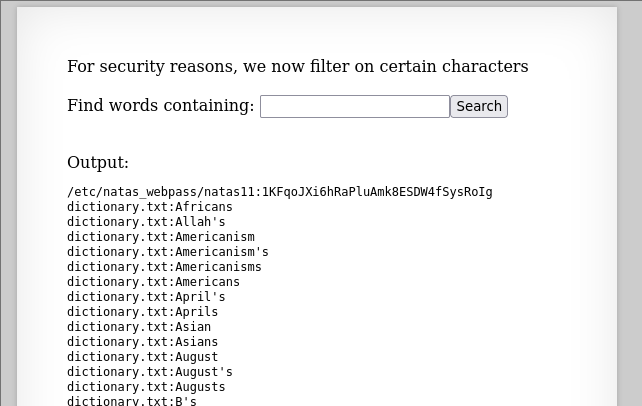 For security reasons, we now filter on certain characters
Find words containing: Search
Output:
/etc/natas_webpass/natas11:1KFqoJXi6hRaPluAmk8ESDW4fSysRoIg
dictionary.txt:Africans
dictionary.txt:Allah's
dictionary.txt:Americanism
dictionary.txt:Americanism's
dictionary.txt:Americanisms
dictionary.txt:Americans
dictionary.txt:April's
dictionary.txt:Aprils
dictionary.txt:Asian
dictionary.txt:Asians
dictionary.txt:August
dictionary.txt:August's
dictionary.txt:Augusts
dictionary.txt:B's